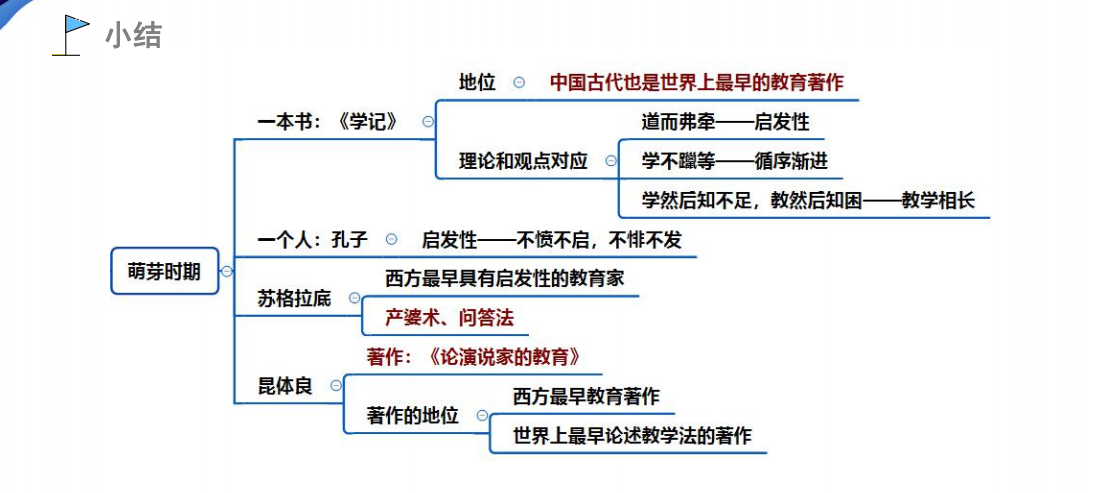 小结
地位
中国古代也是世界上最早的教育著作
一本书：《学记》
道而弗牵——启发性
理论和观点对应
学不躐等——循序渐进
学然后知不足，教然后知困——教学相长
一个人：孔子
启发性——不愤不启，不悱不发
萌芽时期
西方最早具有启发性的教育家
苏格拉底
产婆术、问答法
著作：《论演说家的教育》
昆体良
西方最早教育著作
著作的地位
世界上最早论述教学法的著作